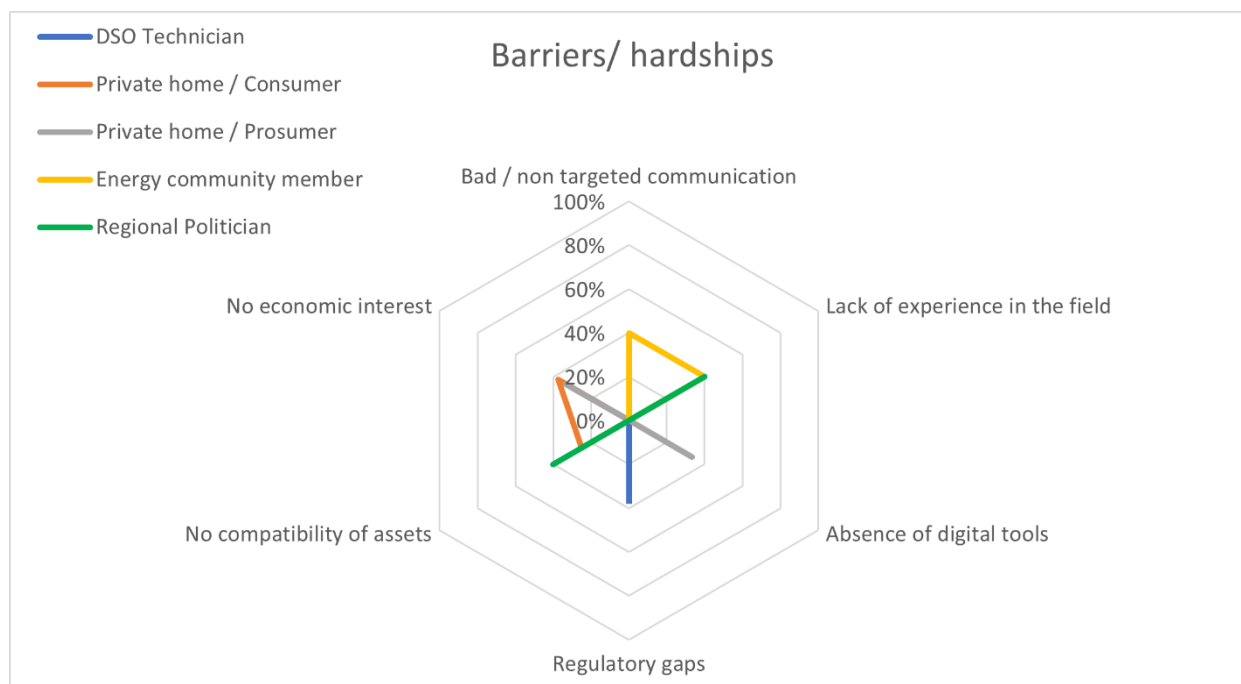 DSO Technician
Private home / Consumer
Private home / Prosumer
Energy community member
Regional Politician
Barriers/ hardships
Bad / non targeted communication
100%
80%
60%
40%
20%
0%
No economic interest
Lack of experience in the field
No compatibility of assets
Absence of digital tools
Regulatory gaps